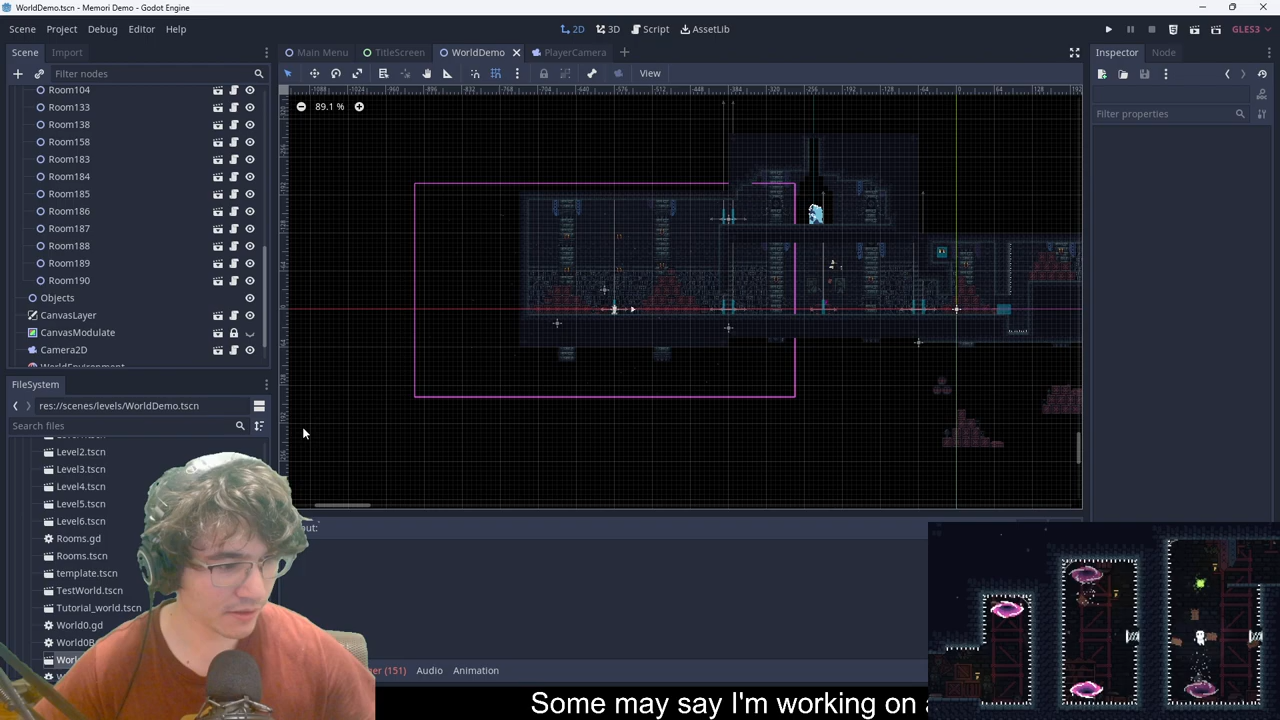 WorldDemo.tscn - Memori Demo - Godot Engine
Scene Project Debug Editor Help
2D 3D Script AssetLib
GLES3
Scene Import
Main Menu TitleScreen WorldDemo PlayerCamera
Inspector Node
Filter nodes
View
89.1 %
Filter properties
Room104
Room133
Room138
Room158
Room183
Room184
Room185
Room186
Room187
Room188
Room189
Room190
Objects
CanvasLayer
CanvasModulate
Camera2D
WorldEnvironment
FileSystem
res://scenes/levels/WorldDemo.tscn
Search files
Level2.tscn
Level3.tscn
Level4.tscn
Level5.tscn
Level6.tscn
Rooms.gd
Rooms.tscn
template.tscn
TestWorld.tscn
Tutorial_world.tscn
World0.gd
World0B
(151) Audio Animation
Some may say I'm working on